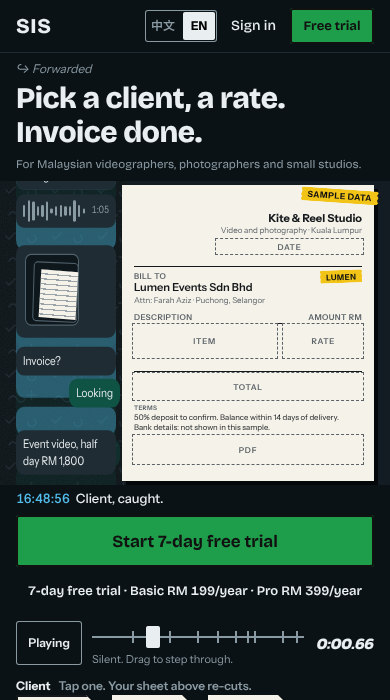 SIS
中文
EN
Sign in
Free trial
↪ Forwarded
Pick a client, a rate.
Invoice done.
For Malaysian videographers, photographers and small studios.
1:05
Invoice?
Looking
Event video, half
day RM 1,800
SAMPLE DATA
Kite & Reel Studio
Video and photography · Kuala Lumpur
DATE
BILL TO
LUMEN
Lumen Events Sdn Bhd
Attn: Farah Aziz · Puchong, Selangor
DESCRIPTION
AMOUNT RM
ITEM
RATE
TOTAL
TERMS
50% deposit to confirm. Balance within 14 days of delivery.
Bank details: not shown in this sample.
PDF
16:48:56 Client, caught.
Start 7-day free trial
7-day free trial · Basic RM 199/year · Pro RM 399/year
Playing
0:00.66
Silent. Drag to step through.
Client Tap one. Your sheet above re-cuts.